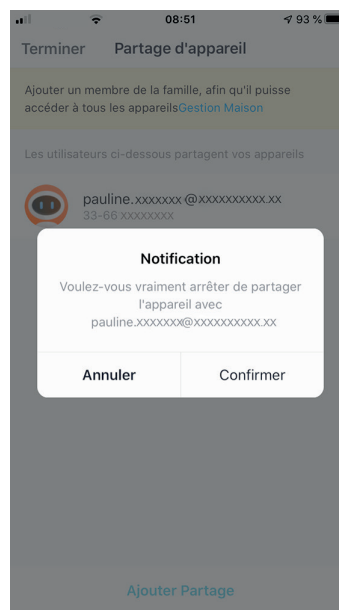 08:51
93 %
Terminer Partage d'appareil
Ajouter un membre de la famille, afin qu'il puisse
accéder à tous les appareilsGestion Maison
Les utilisateurs ci-dessous partagent vos appareils
pauline.xxxxxxx@xxxxxxxxxx.xx
33-66 xxxxxxxx
Notification
Voulez-vous vraiment arrêter de partager
l'appareil avec
pauline.xxxxxxx@xxxxxxxxxx.xx
Annuler Confirmer
Ajouter Partage